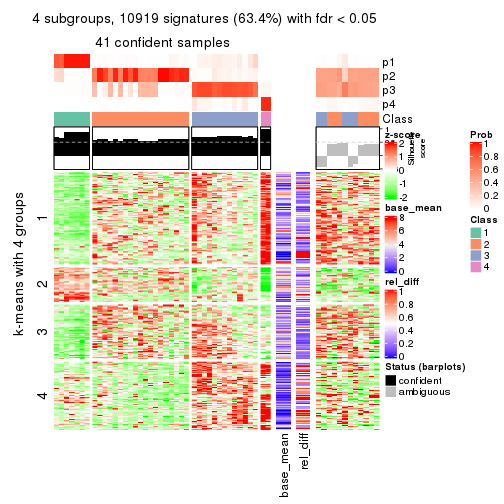 4 subgroups, 10919 signatures (63.4%) with fdr < 0.05
41 confident samples
p1
p2
p3
p4
Class
1
Silhouette
score
k-means with 4 groups
1
2
3
4
base_mean
rel_diff
z-score
2
1
0
-1
-2
base_mean
8
6
4
2
0
rel_diff
1
0.8
0.6
0.4
0.2
0
Status (barplots)
confident
ambiguous
Prob
1
0.8
0.6
0.4
0.2
0
Class
1
2
3
4